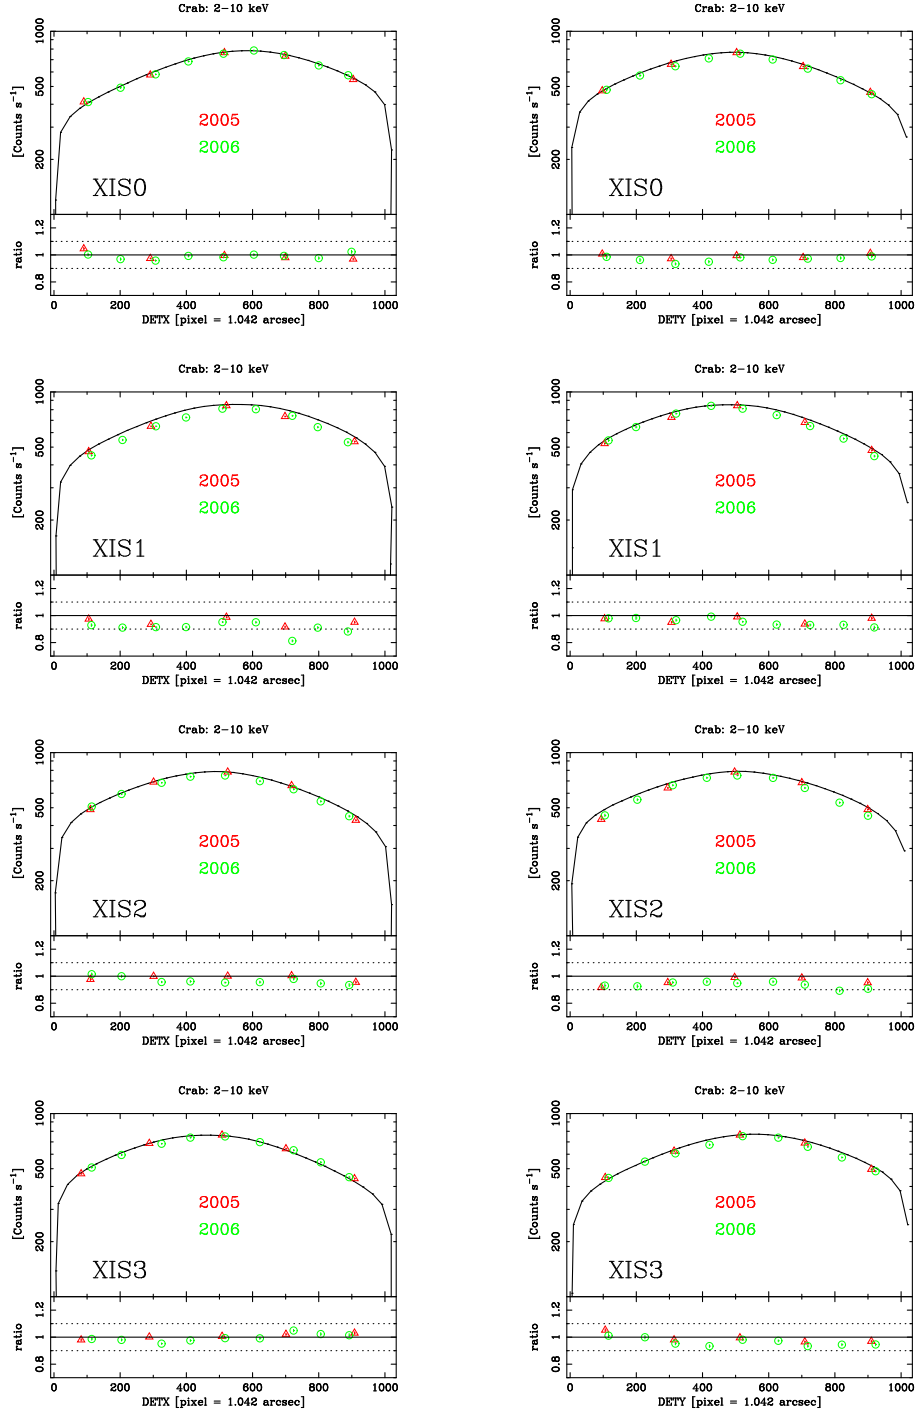 Crab: 2−10 keV
1000
500
200
[Counts s⁻¹]
2005
2006
XIS0
1.2
1
0.8
ratio
0 200 400 600 800 1000
DETX [pixel = 1.042 arcsec]
Crab: 2−10 keV
1000
500
200
[Counts s⁻¹]
2005
2006
XIS0
1.2
1
0.8
ratio
0 200 400 600 800 1000
DETY [pixel = 1.042 arcsec]
Crab: 2−10 keV
1000
500
200
[Counts s⁻¹]
2005
2006
XIS1
1.2
1
0.8
ratio
0 200 400 600 800 1000
DETX [pixel = 1.042 arcsec]
Crab: 2−10 keV
1000
500
200
[Counts s⁻¹]
2005
2006
XIS1
1.2
1
0.8
ratio
0 200 400 600 800 1000
DETY [pixel = 1.042 arcsec]
Crab: 2−10 keV
1000
500
200
[Counts s⁻¹]
2005
2006
XIS2
1.2
1
0.8
ratio
0 200 400 600 800 1000
DETX [pixel = 1.042 arcsec]
Crab: 2−10 keV
1000
500
200
[Counts s⁻¹]
2005
2006
XIS2
1.2
1
0.8
ratio
0 200 400 600 800 1000
DETY [pixel = 1.042 arcsec]
Crab: 2−10 keV
1000
500
200
[Counts s⁻¹]
2005
2006
XIS3
1.2
1
0.8
ratio
0 200 400 600 800 1000
DETX [pixel = 1.042 arcsec]
Crab: 2−10 keV
1000
500
200
[Counts s⁻¹]
2005
2006
XIS3
1.2
1
0.8
ratio
0 200 400 600 800 1000
DETY [pixel = 1.042 arcsec]